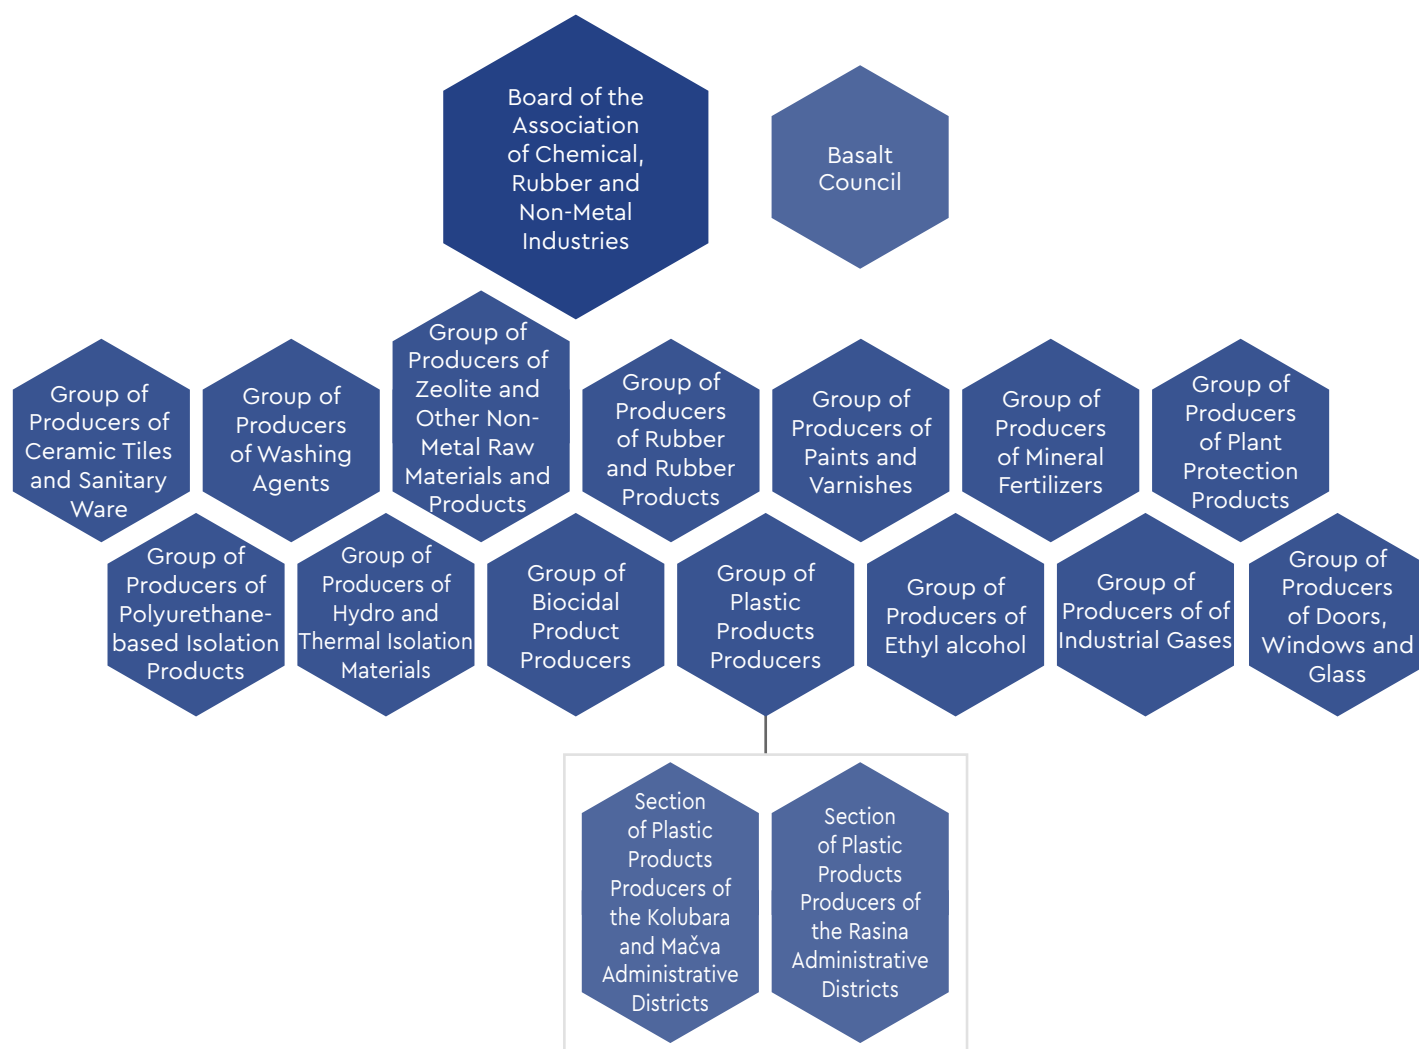 Board of the
Association
of Chemical,
Rubber and
Non-Metal
Industries
Basalt
Council
Group of
Producers of
Ceramic Tiles
and Sanitary
Ware
Group of
Producers
of Washing
Agents
Group of
Producers of
Zeolite and
Other Non-
Metal Raw
Materials and
Products
Group of
Producers
of Rubber
and Rubber
Products
Group of
Producers of
Paints and
Varnishes
Group of
Producers
of Mineral
Fertilizers
Group of
Producers
of Plant
Protection
Products
Group of
Producers of
Polyurethane-
based Isolation
Products
Group of
Producers of
Hydro and
Thermal Isolation
Materials
Group of
Biocidal
Product
Producers
Group of
Plastic
Products
Producers
Group of
Producers of
Ethyl alcohol
Group of
Producers of of
Industrial Gases
Group of
Producers
of Doors,
Windows and
Glass
Section
of Plastic
Products
Producers of
the Kolubara
and Mačva
Administrative
Districts
Section
of Plastic
Products
Producers of
the Rasina
Administrative
Districts